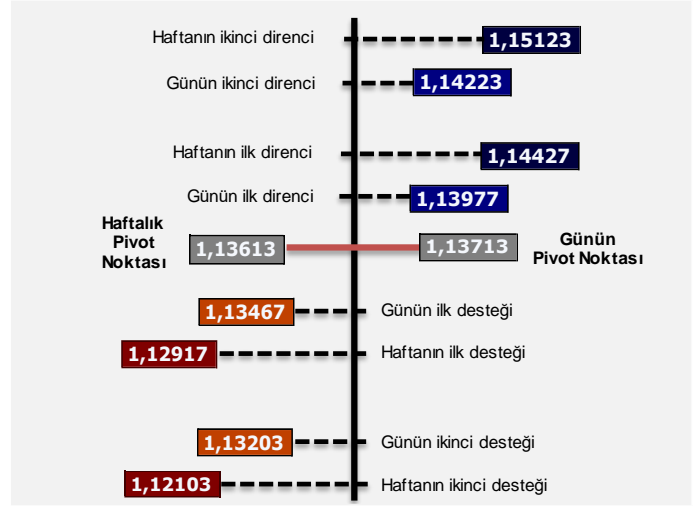 Haftanın ikinci direnci
1,15123
Günün ikinci direnci
1,14223
Haftanın ilk direnci
1,14427
Günün ilk direnci
1,13977
Haftalık
Pivot
Noktası
1,13613
1,13713
Günün
Pivot Noktası
1,13467
Günün ilk desteği
1,12917
Haftanın ilk desteği
1,13203
Günün ikinci desteği
1,12103
Haftanın ikinci desteği